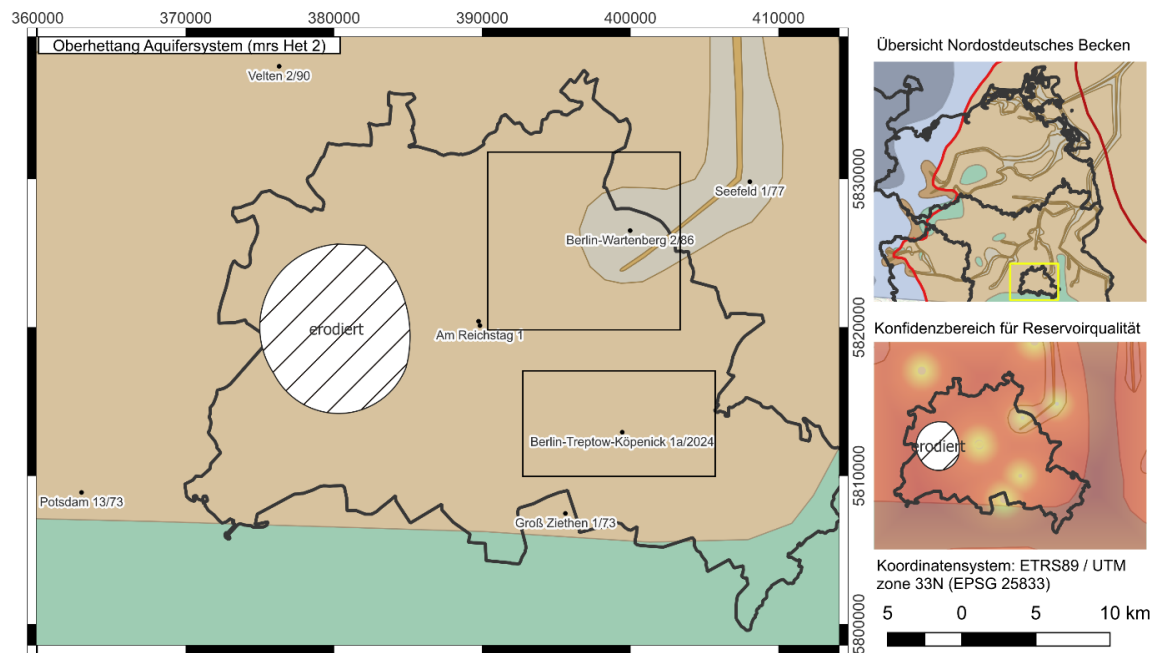 360000
370000
380000
390000
400000
410000
Oberhettang Aquifersystem (mrs Het 2)
Velten 2/90
Seefeld 1/77
Berlin-Wartenberg 2/86
erodiert
Am Reichstag 1
Berlin-Treptow-Köpenick 1a/2024
Potsdam 13/73
Groß Ziethen 1/73
5830000
5820000
5810000
5800000
Übersicht Nordostdeutsches Becken
Konfidenzbereich für Reservoirqualität
erodiert
Koordinatensystem: ETRS89 / UTM
zone 33N (EPSG 25833)
5 0 5 10 km